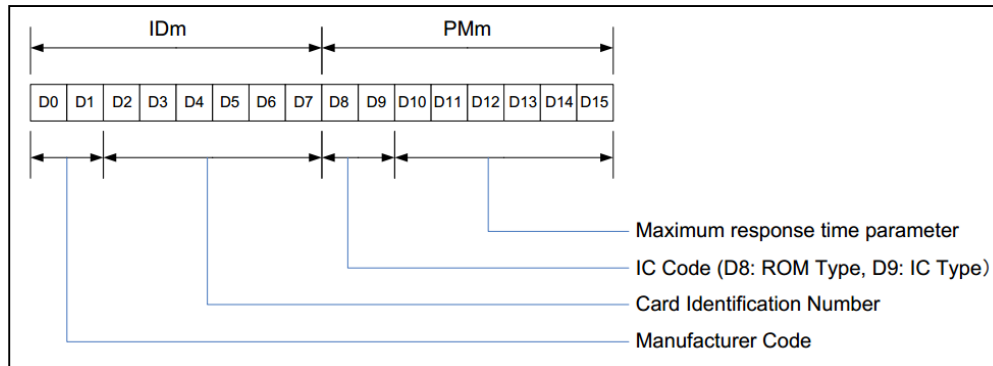 IDm PMm
D0 D1 D2 D3 D4 D5 D6 D7 D8 D9 D10 D11 D12 D13 D14 D15
Maximum response time parameter
IC Code (D8: ROM Type, D9: IC Type）
Card Identification Number
Manufacturer Code